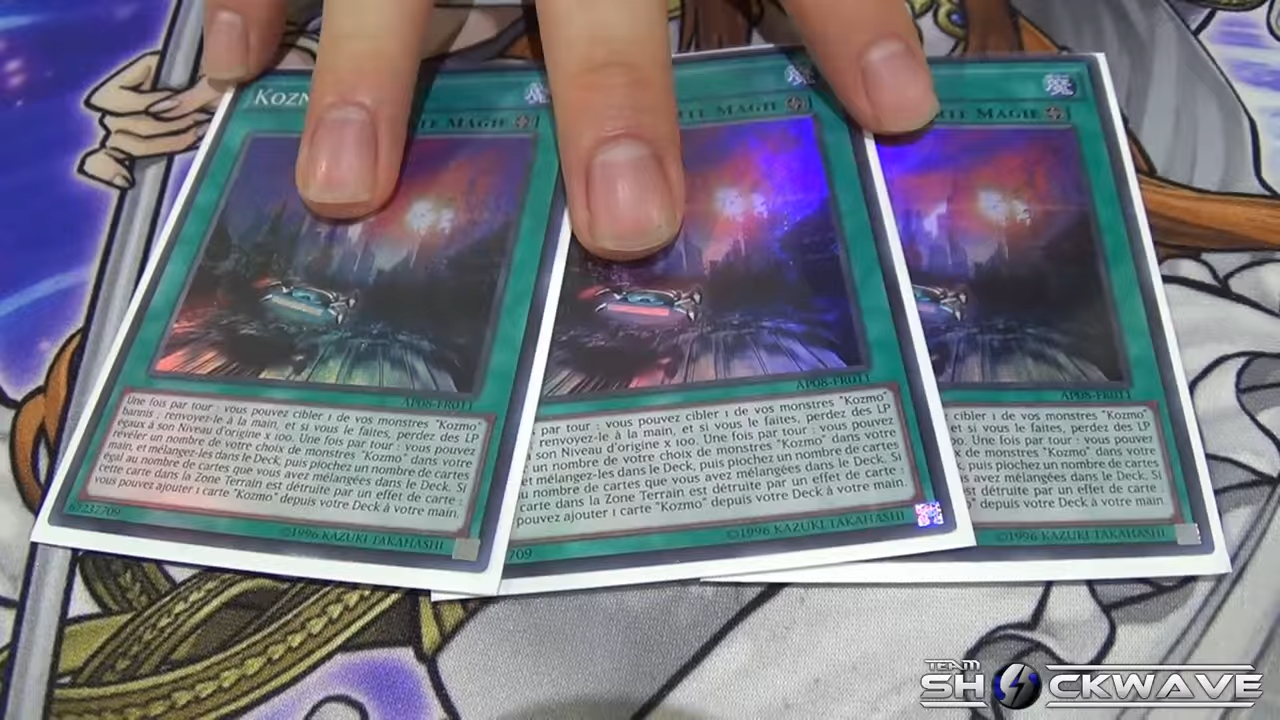 KOZM
RTE MAGIE
AP08-FR011
Une fois par tour : vous pouvez cibler 1 de vos monstres "Kozmo"
bannis ; renvoyez-le à la main, et si vous le faites, perdez des LP
égaux à son Niveau d'origine x 100. Une fois par tour : vous pouvez
révéler un nombre de votre choix de monstres "Kozmo" dans votre
main, et mélangez-les dans le Deck, puis piochez un nombre de cartes
égal au nombre de cartes que vous avez mélangées dans le Deck. Si
cette carte dans la Zone Terrain est détruite par un effet de carte :
vous pouvez ajouter 1 carte "Kozmo" depuis votre Deck à votre main.
67237709
©1996 KAZUKI TAKAHASHI
RTE MAGIE
AP08-FR011
par tour : vous pouvez cibler 1 de vos monstres "Kozmo"
renvoyez-le à la main, et si vous le faites, perdez des LP
son Niveau d'origine x 100. Une fois par tour : vous pouvez
un nombre de votre choix de monstres "Kozmo" dans votre
et mélangez-les dans le Deck, puis piochez un nombre de cartes
u nombre de cartes que vous avez mélangées dans le Deck. Si
carte dans la Zone Terrain est détruite par un effet de carte :
pouvez ajouter 1 carte "Kozmo" depuis votre Deck à votre main.
709
©1996 KAZUKI TAKAHASHI
RTE MAGIE
AP08-FR011
cibler 1 de vos monstres "Kozmo"
et si vous le faites, perdez des LP
00. Une fois par tour : vous pouvez
x de monstres "Kozmo" dans votre
Deck, puis piochez un nombre de cartes
s avez mélangées dans le Deck. Si
st détruite par un effet de carte :
o" depuis votre Deck à votre main.
©1996 KAZUKI TAKAHASHI
TEAM
SHOCKWAVE